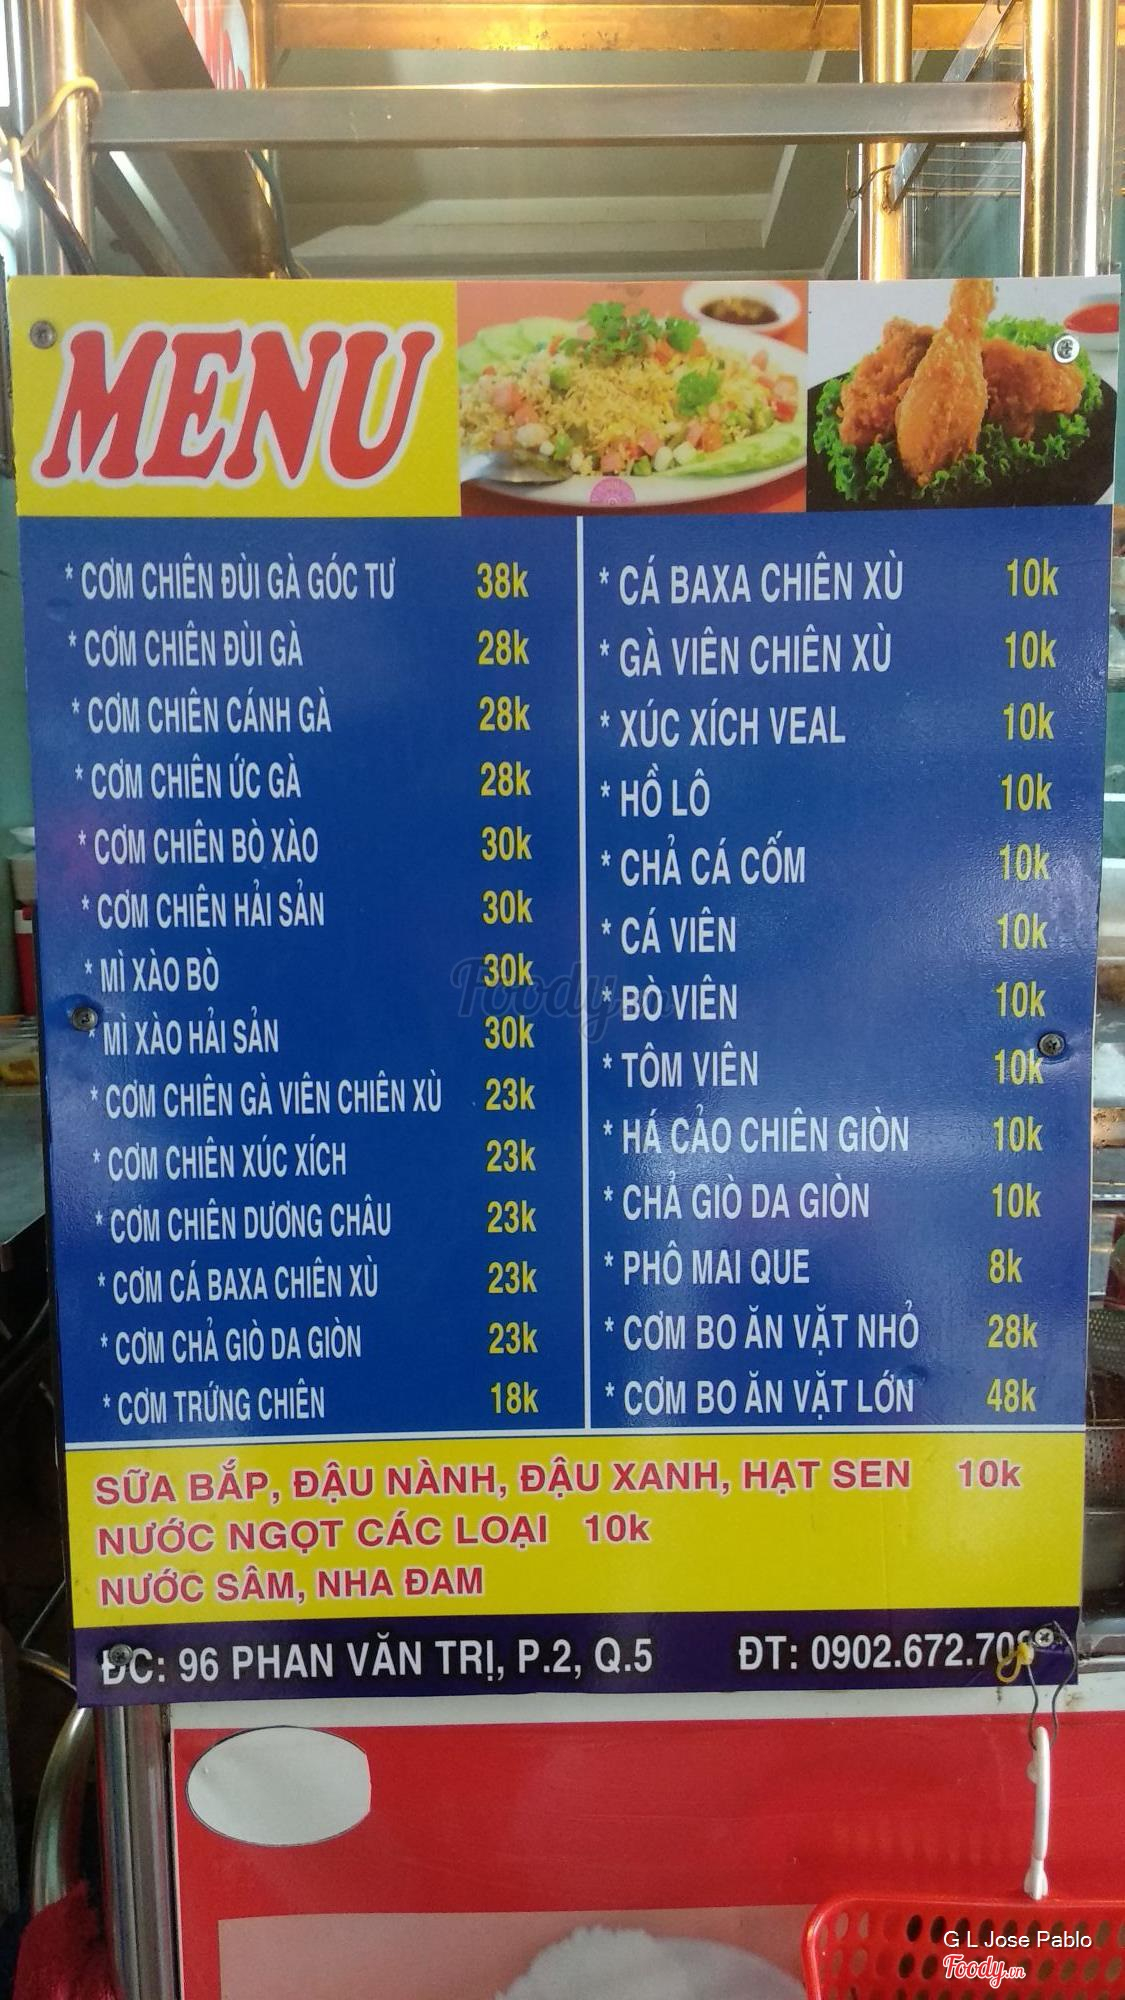 MENU
* CƠM CHIÊN ĐÙI GÀ GÓC TƯ 38k
* CƠM CHIÊN ĐÙI GÀ 28k
* CƠM CHIÊN CÁNH GÀ 28k
* CƠM CHIÊN ỨC GÀ 28k
* CƠM CHIÊN BÒ XÀO 30k
* CƠM CHIÊN HẢI SẢN 30k
* MÌ XÀO BÒ 30k
* MÌ XÀO HẢI SẢN 30k
* CƠM CHIÊN GÀ VIÊN CHIÊN XÙ 23k
* CƠM CHIÊN XÚC XÍCH 23k
* CƠM CHIÊN DƯƠNG CHÂU 23k
* CƠM CÁ BAXA CHIÊN XÙ 23k
* CƠM CHẢ GIÒ DA GIÒN 23k
* CƠM TRỨNG CHIÊN 18k
* CÁ BAXA CHIÊN XÙ 10k
* GÀ VIÊN CHIÊN XÙ 10k
* XÚC XÍCH VEAL 10k
* HỒ LÔ 10k
* CHẢ CÁ CỐM 10k
* CÁ VIÊN 10k
* BÒ VIÊN 10k
* TÔM VIÊN 10k
* HÁ CẢO CHIÊN GIÒN 10k
* CHẢ GIÒ DA GIÒN 10k
* PHÔ MAI QUE 8k
* CƠM BO ĂN VẶT NHỎ 28k
* CƠM BO ĂN VẶT LỚN 48k
SỮA BẮP, ĐẬU NÀNH, ĐẬU XANH, HẠT SEN 10k
NƯỚC NGỌT CÁC LOẠI 10k
NƯỚC SÂM, NHA ĐAM
ĐC: 96 PHAN VĂN TRỊ, P.2, Q.5 ĐT: 0902.672.70
Foody.vn
G L Jose Pablo
Foody.vn